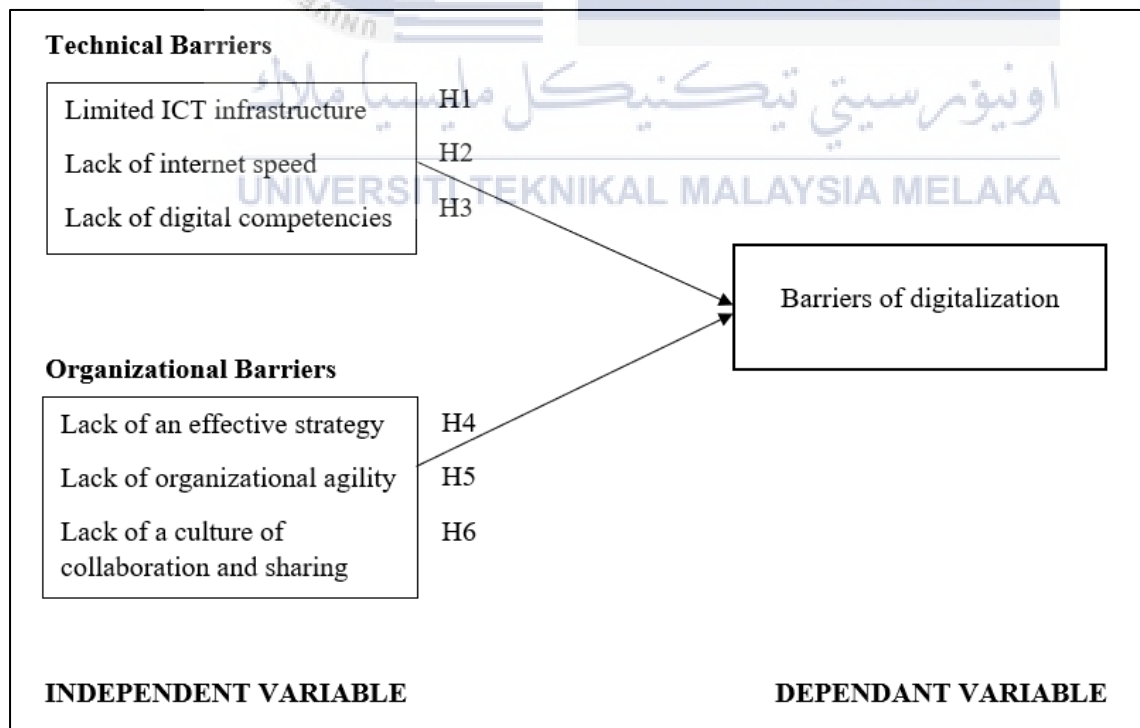 Technical Barriers
Limited ICT infrastructure H1
Lack of internet speed H2
Lack of digital competencies H3
اونيۏرسيتي تيكنيكل مليسيا ملاك
UNIVERSITI TEKNIKAL MALAYSIA MELAKA
Barriers of digitalization
Organizational Barriers
Lack of an effective strategy H4
Lack of organizational agility H5
Lack of a culture of H6
collaboration and sharing
INDEPENDENT VARIABLE DEPENDANT VARIABLE